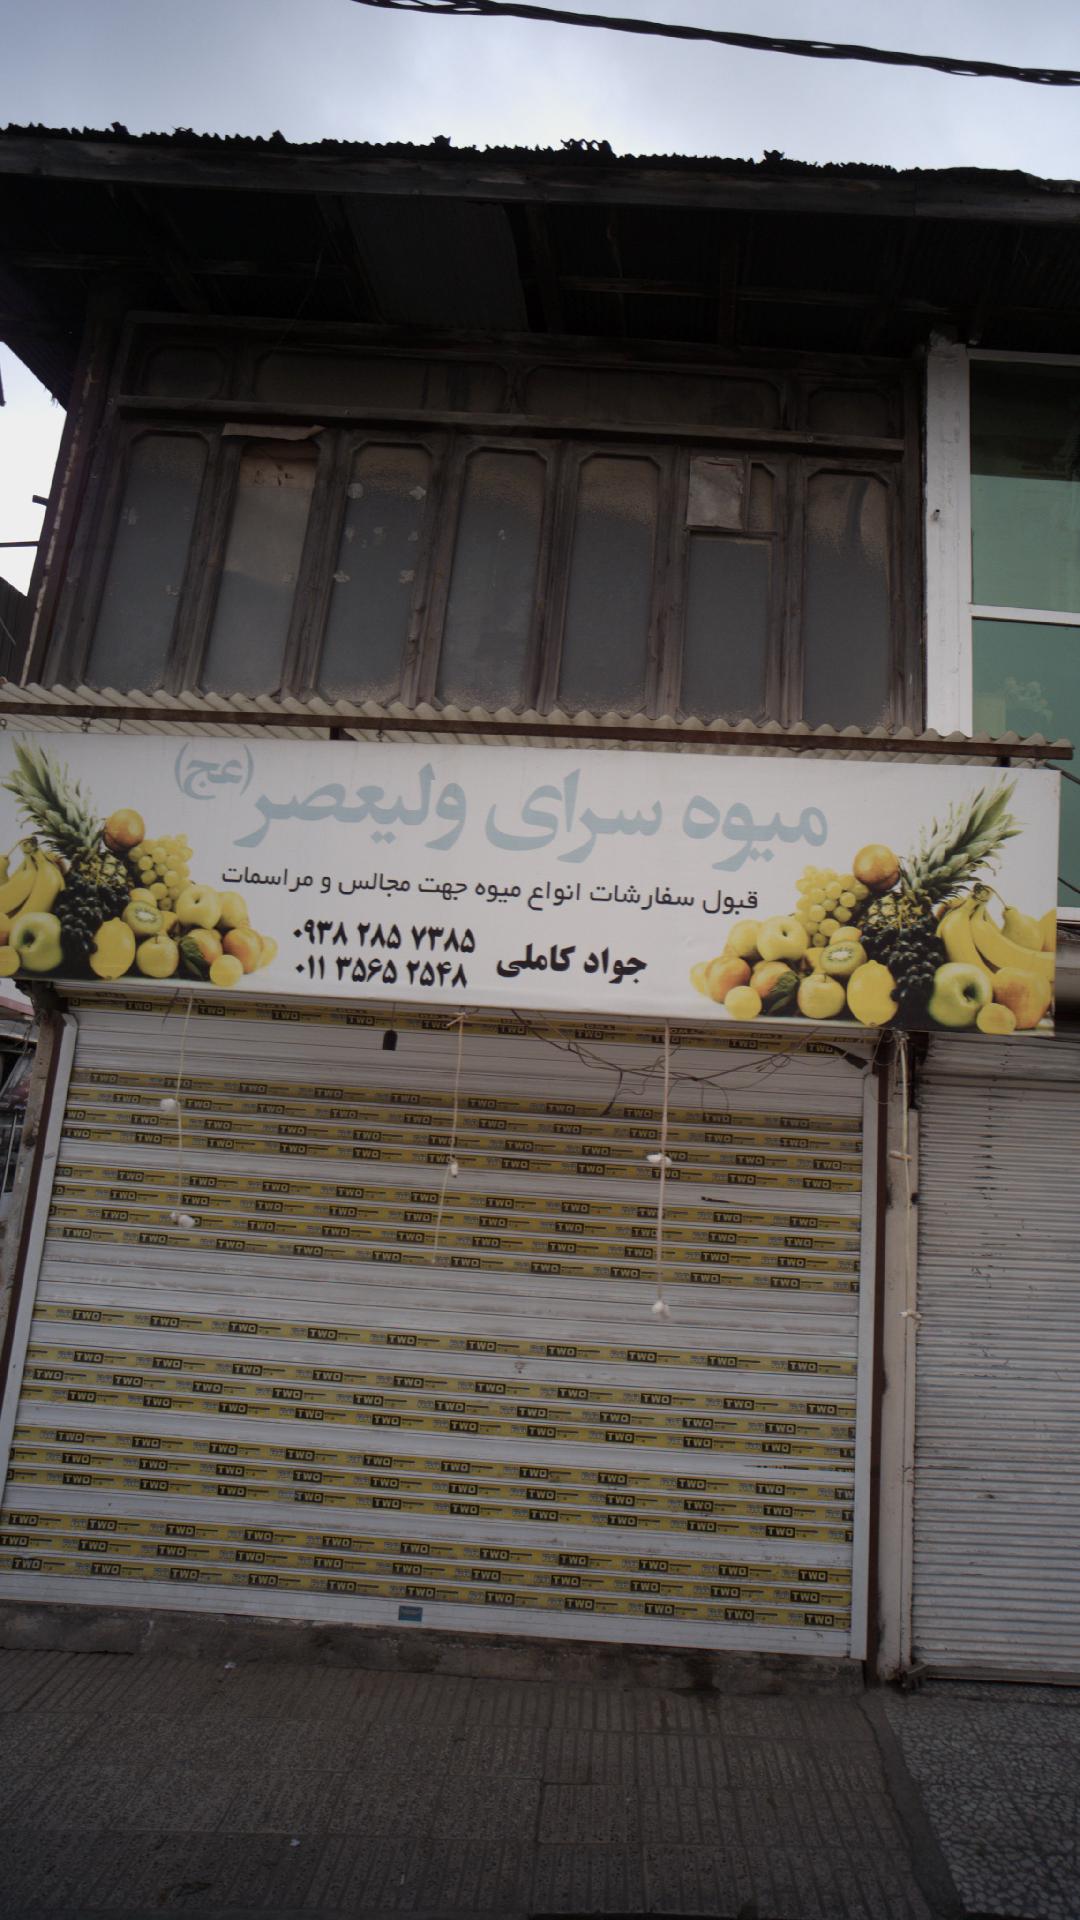 میوه سرای ولیعصر (عج)
قبول سفارشات انواع میوه جهت مجالس و مراسمات
جواد کاملی
۰۹۳۸ ۲۸۵ ۷۳۸۵
۰۱۱ ۳۵۶۵ ۲۵۴۸
TWO